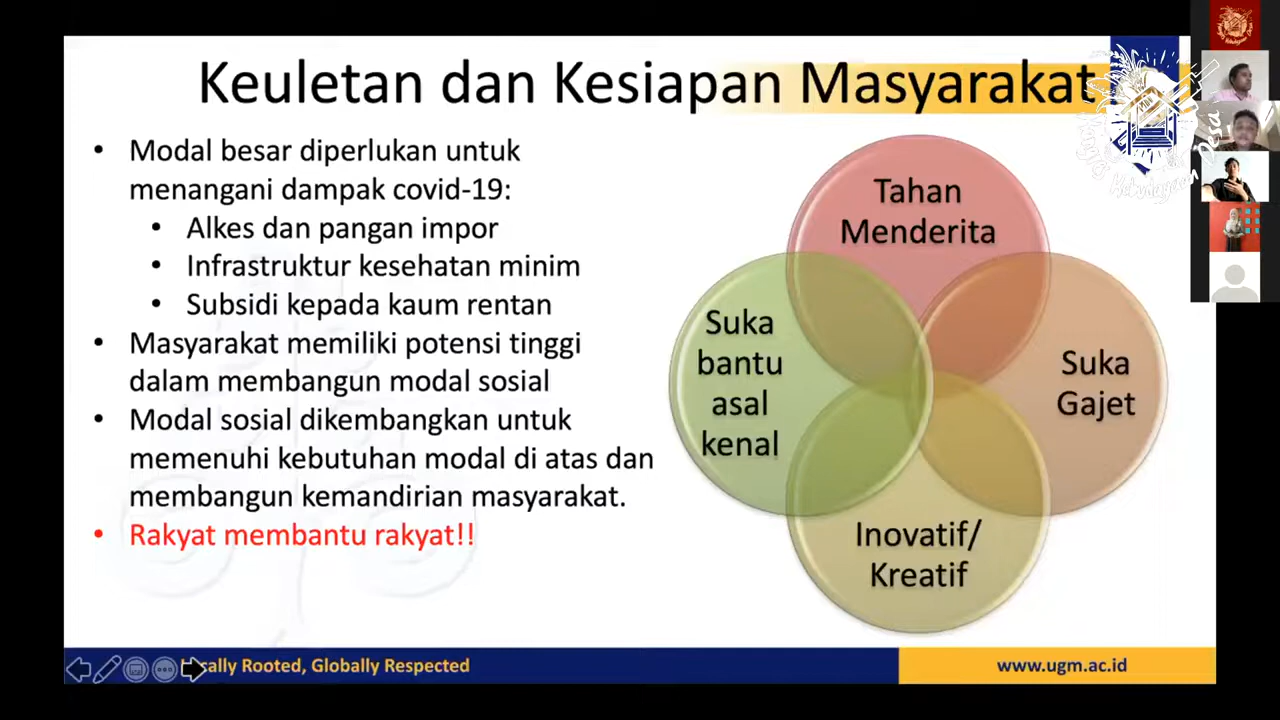 Keuletan dan Kesiapan Masyarakat
• Modal besar diperlukan untuk
menangani dampak covid-19:
• Alkes dan pangan impor
• Infrastruktur kesehatan minim
• Subsidi kepada kaum rentan
• Masyarakat memiliki potensi tinggi
dalam membangun modal sosial
• Modal sosial dikembangkan untuk
memenuhi kebutuhan modal di atas dan
membangun kemandirian masyarakat.
• Rakyat membantu rakyat!!
Tahan
Menderita
Suka
bantu
asal
kenal
Suka
Gajet
Inovatif/
Kreatif
Rooted, Globally Respected
www.ugm.ac.id